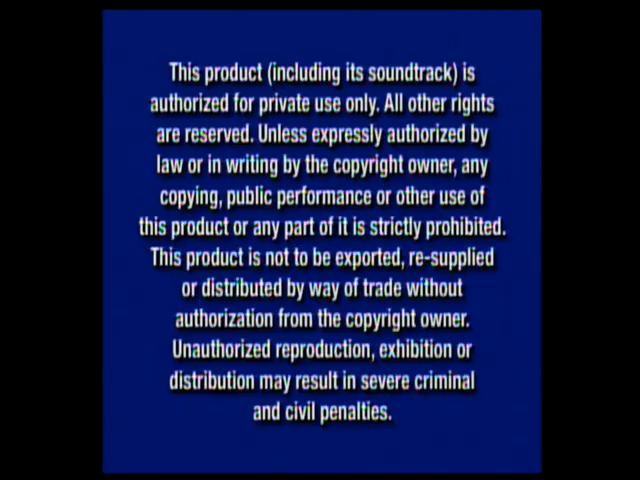 This product (including its soundtrack) is
authorized for private use only. All other rights
are reserved. Unless expressly authorized by
law or in writing by the copyright owner, any
copying, public performance or other use of
this product or any part of it is strictly prohibited.
This product is not to be exported, re-supplied
or distributed by way of trade without
authorization from the copyright owner.
Unauthorized reproduction, exhibition or
distribution may result in severe criminal
and civil penalties.